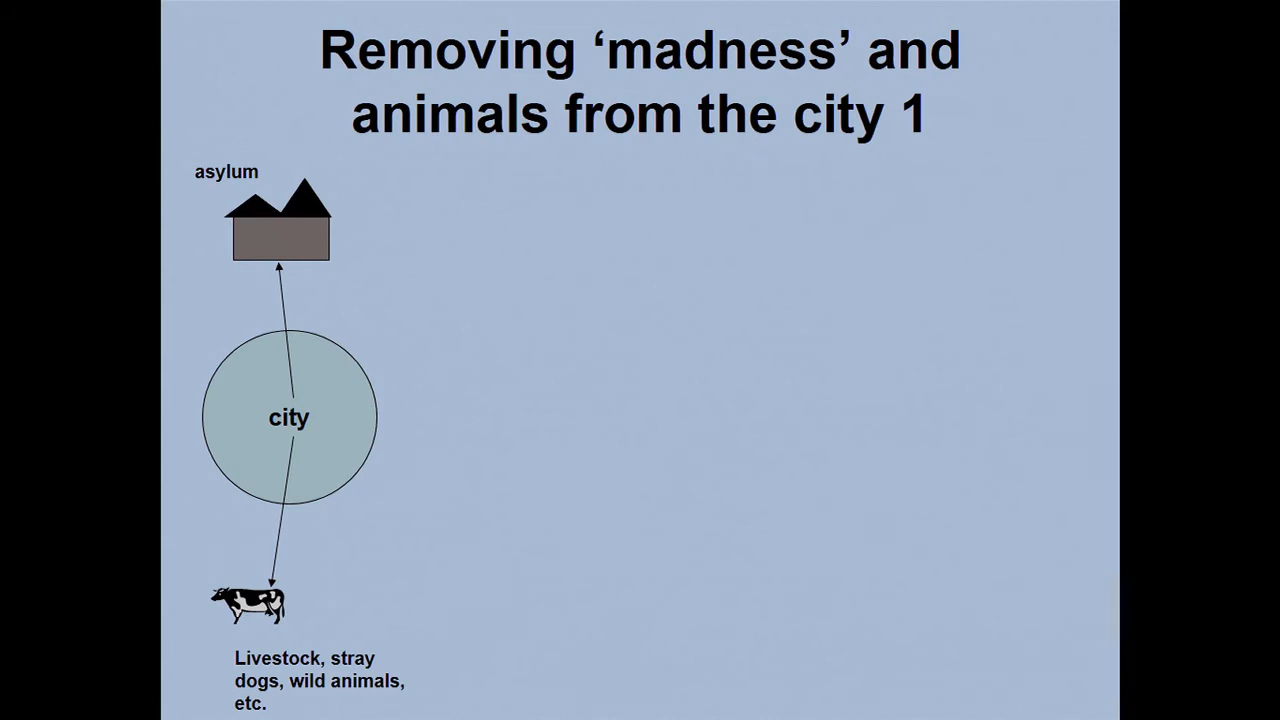 Removing ‘madness’ and
animals from the city 1
asylum
city
Livestock, stray
dogs, wild animals,
etc.